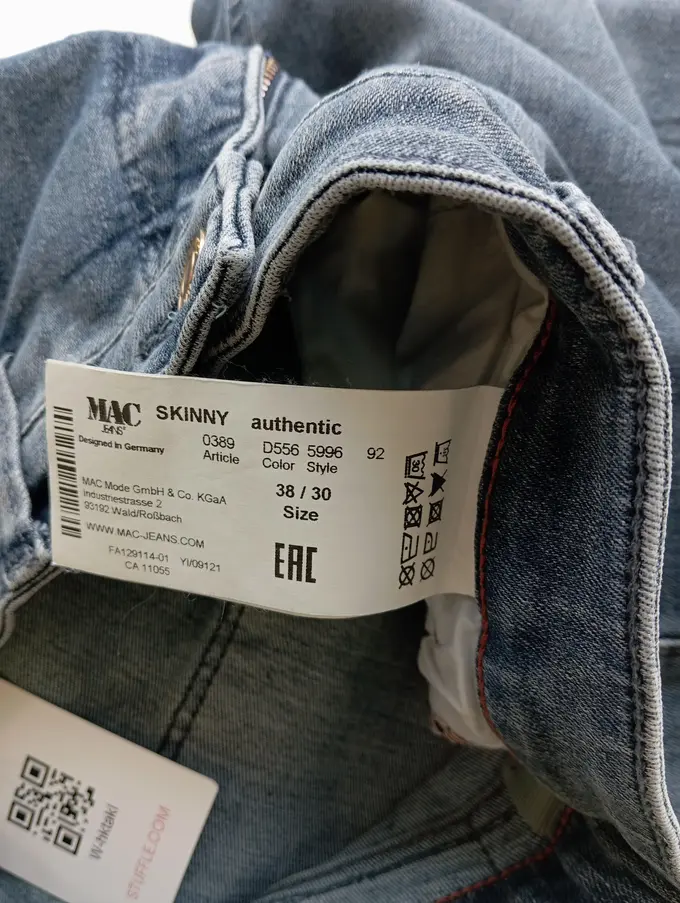 MAC
JEANS
SKINNY authentic
Designed in Germany
0389 D556 5996 92
Article Color Style
38 / 30
Size
MAC Mode GmbH & Co. KGaA
Industriestrasse 2
93192 Wald/Roßbach
WWW.MAC-JEANS.COM
FA129114-01 YI/09121
CA 11055
EAC
30
W-hktakl
STUFFLE.COM